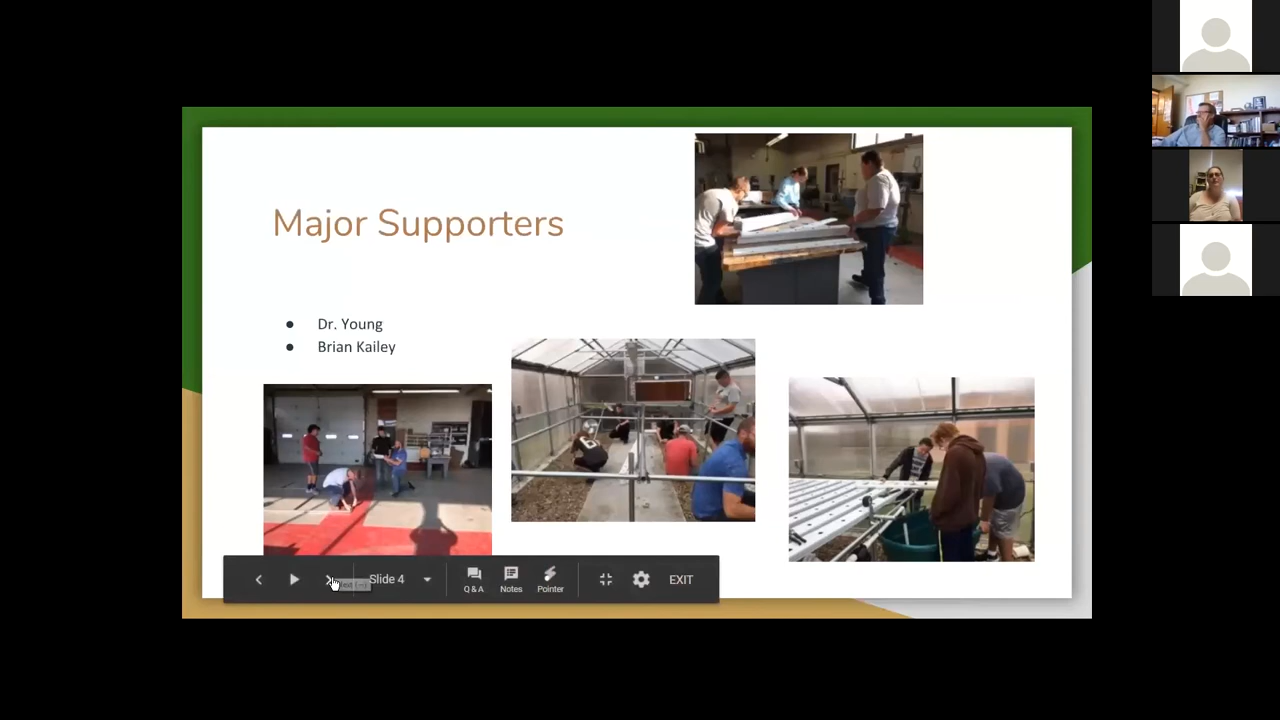 Major Supporters
● Dr. Young
● Brian Kailey
Slide 4
Q & A
Notes
Pointer
EXIT